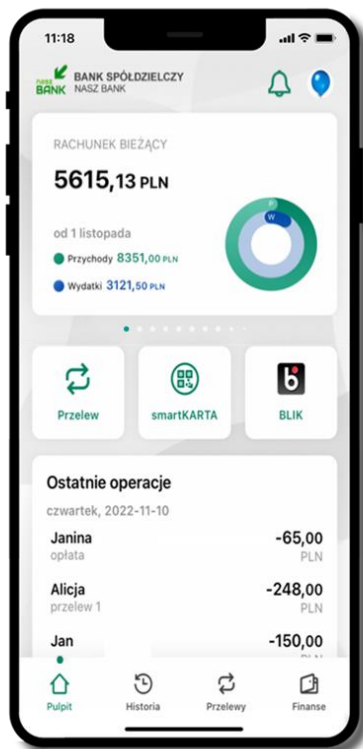 11:18
nasz
BANK
BANK SPÓŁDZIELCZY
NASZ BANK
RACHUNEK BIEŻĄCY
5615,13 PLN
od 1 listopada
Przychody 8351,00 PLN
Wydatki 3121,50 PLN
P
W
Przelew
smartKARTA
BLIK
Ostatnie operacje
czwartek, 2022-11-10
Janina -65,00
opłata PLN
Alicja -248,00
przelew 1 PLN
Jan -150,00
Pulpit Historia Przelewy Finanse